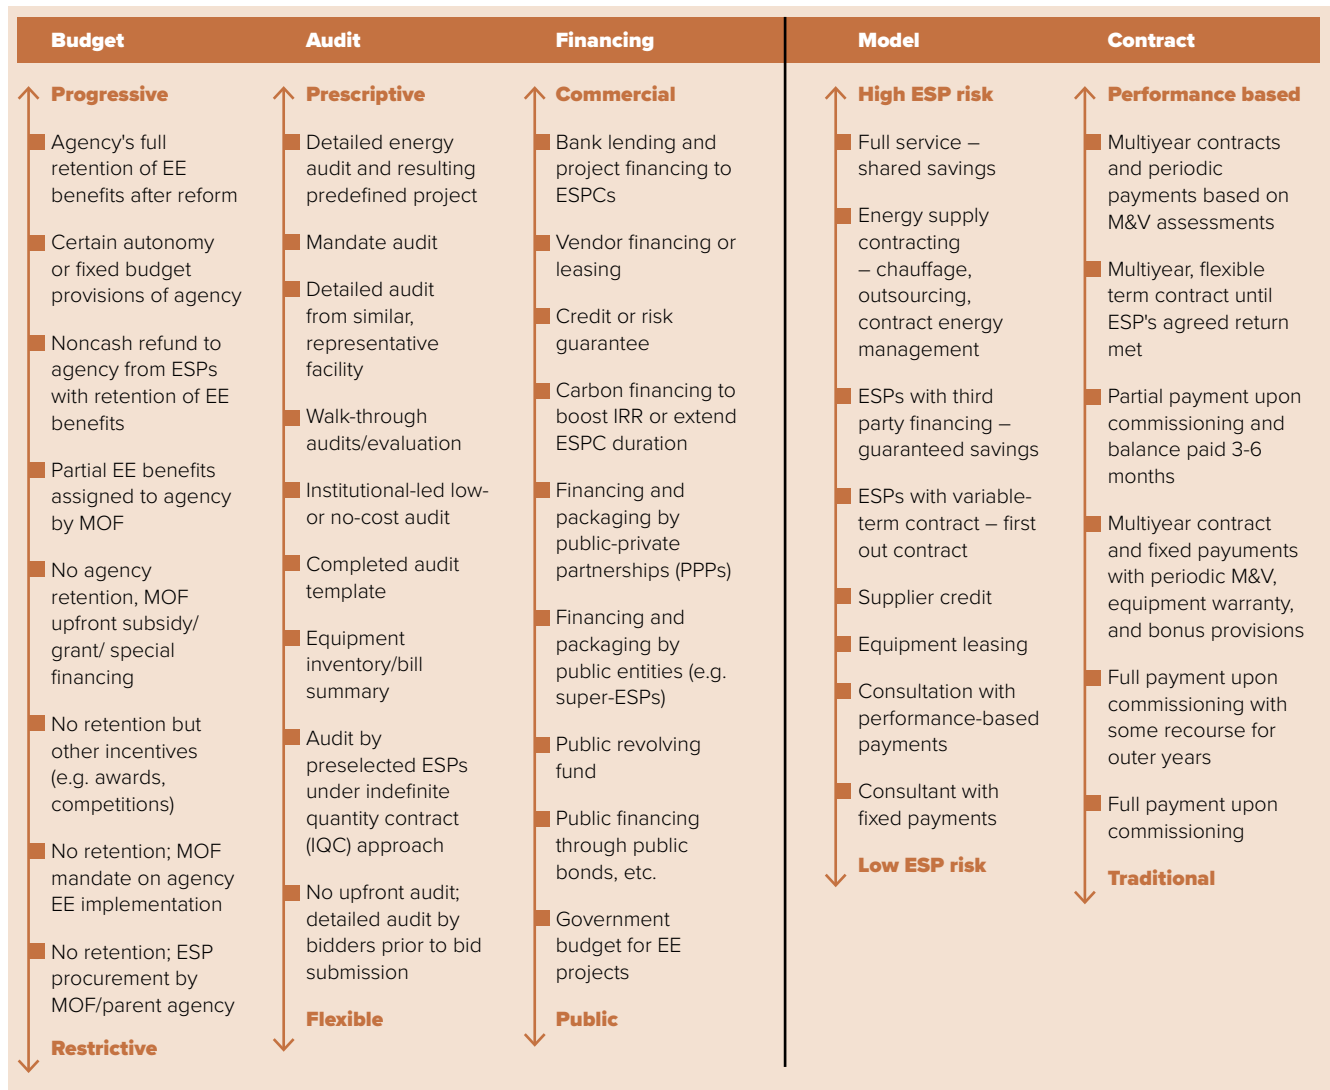 Budget
Audit
Financing
Model
Contract
Progressive
Agency's full
retention of EE
benefits after reform
Certain autonomy
or fixed budget
provisions of agency
Noncash refund to
agency from ESPs
with retention of EE
benefits
Partial EE benefits
assigned to agency
by MOF
No agency
retention, MOF
upfront subsidy/
grant/ special
financing
No retention but
other incentives
(e.g. awards,
competitions)
No retention; MOF
mandate on agency
EE implementation
No retention; ESP
procurement by
MOF/parent agency
Restrictive
Prescriptive
Detailed energy
audit and resulting
predefined project
Mandate audit
Detailed audit
from similar,
representative
facility
Walk-through
audits/evaluation
Institutional-led low-
or no-cost audit
Completed audit
template
Equipment
inventory/bill
summary
Audit by
preselected ESPs
under indefinite
quantity contract
(IQC) approach
No upfront audit;
detailed audit by
bidders prior to bid
submission
Flexible
Commercial
Bank lending and
project financing to
ESPCs
Vendor financing or
leasing
Credit or risk
guarantee
Carbon financing to
boost IRR or extend
ESPC duration
Financing and
packaging by
public-private
partnerships (PPPs)
Financing and
packaging by
public entities (e.g.
super-ESPs)
Public revolving
fund
Public financing
through public
bonds, etc.
Government
budget for EE
projects
Public
High ESP risk
Full service –
shared savings
Energy supply
contracting
– chauffage,
outsourcing,
contract energy
management
ESPs with third
party financing –
guaranteed savings
ESPs with variable-
term contract – first
out contract
Supplier credit
Equipment leasing
Consultation with
performance-based
payments
Consultant with
fixed payments
Low ESP risk
Performance based
Multiyear contracts
and periodic
payments based on
M&V assessments
Multiyear, flexible
term contract until
ESP's agreed return
met
Partial payment upon
commissioning and
balance paid 3-6
months
Multiyear contract
and fixed payuments
with periodic M&V,
equipment warranty,
and bonus provisions
Full payment upon
commissioning with
some recourse for
outer years
Full payment upon
commissioning
Traditional